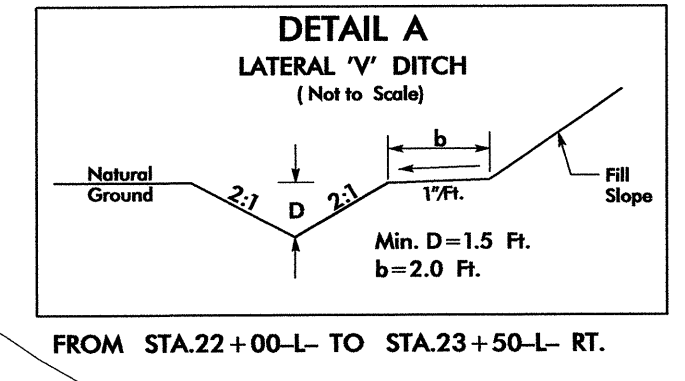 DETAIL A
LATERAL 'V' DITCH
( Not to Scale)
b
Natural
Ground
2:1
D
2:1
1"/Ft.
Fill
Slope
Min. D=1.5 Ft.
b=2.0 Ft.
FROM STA.22+00-L- TO STA.23+50-L- RT.